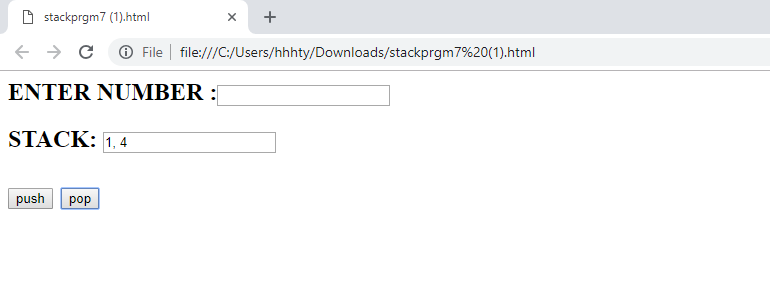 stackprgm7 (1).html
File file:///C:/Users/hhhty/Downloads/stackprgm7%20(1).html
ENTER NUMBER :
STACK: 1, 4
push pop